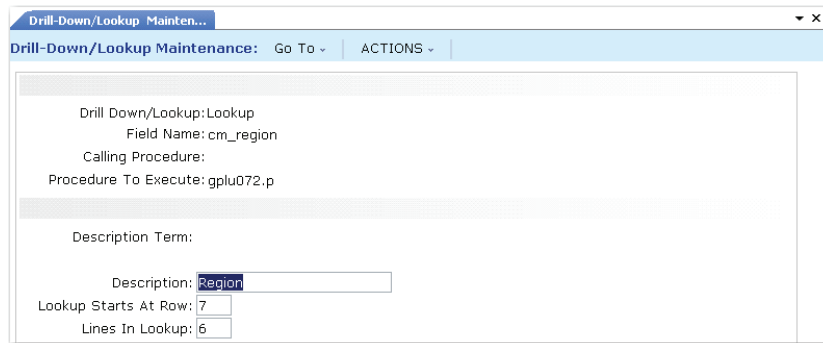 Drill-Down/Lookup Mainten...
Drill-Down/Lookup Maintenance: Go To ACTIONS
Drill Down/Lookup: Lookup
Field Name: cm_region
Calling Procedure:
Procedure To Execute: gplu072.p
Description Term:
Description: Region
Lookup Starts At Row: 7
Lines In Lookup: 6